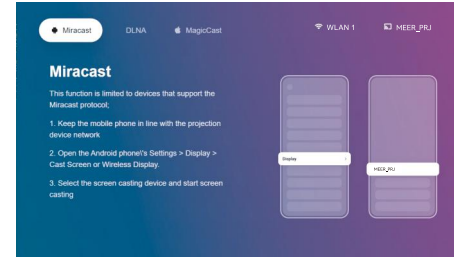 Miracast
DLNA
MagicCast
WLAN 1
MEER_PRJ
Miracast
This function is limited to devices that support the
Miracast protocol;
1. Keep the mobile phone in line with the projection
device network
2. Open the Android phone\'s Settings > Display >
Cast Screen or Wireless Display.
3. Select the screen casting device and start screen
casting
Display
MEER_PRJ